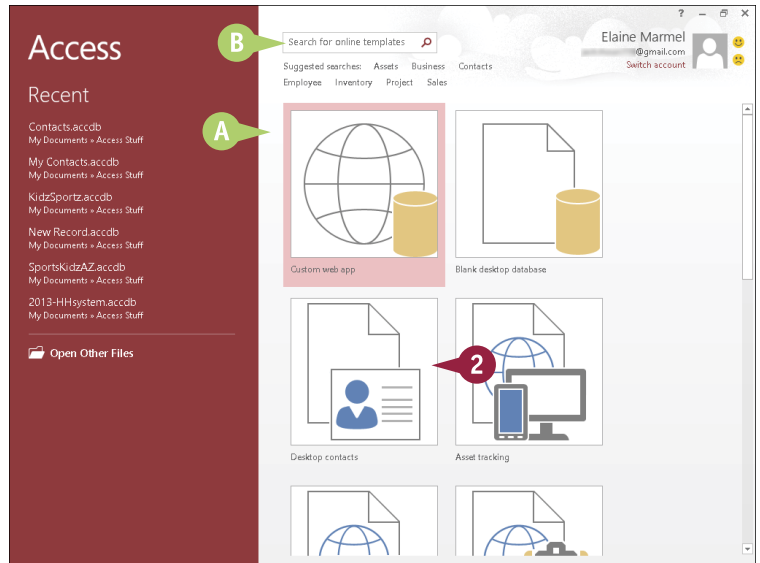 Access
Recent
Contacts.accdb
My Documents » Access Stuff
My Contacts.accdb
My Documents » Access Stuff
KidzSportz.accdb
My Documents » Access Stuff
New Record.accdb
My Documents » Access Stuff
SportsKidzAZ.accdb
My Documents » Access Stuff
2013-HHsystem.accdb
My Documents » Access Stuff
Open Other Files
?
B
Search for online templates
Suggested searches: Assets Business Contacts
Employee Inventory Project Sales
Elaine Marmel
@gmail.com
Switch account
A
Custom web app
Blank desktop database
2
Desktop contacts
Asset tracking